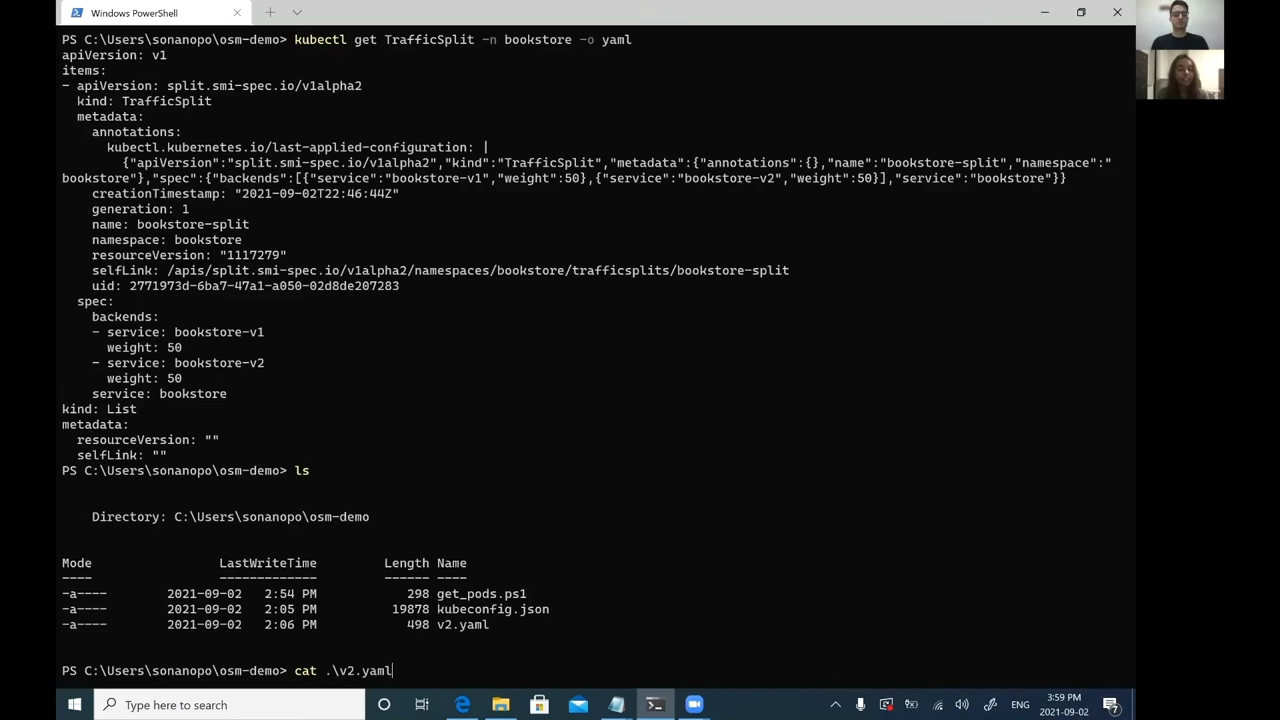 Windows PowerShell
PS C:\Users\sonanopo\osm-demo> kubectl get TrafficSplit -n bookstore -o yaml
apiVersion: v1
items:
- apiVersion: split.smi-spec.io/v1alpha2
  kind: TrafficSplit
  metadata:
    annotations:
      kubectl.kubernetes.io/last-applied-configuration: |
        {"apiVersion":"split.smi-spec.io/v1alpha2","kind":"TrafficSplit","metadata":{"annotations":{},"name":"bookstore-split","namespace":"
bookstore"},"spec":{"backends":[{"service":"bookstore-v1","weight":50},{"service":"bookstore-v2","weight":50}],"service":"bookstore"}}
    creationTimestamp: "2021-09-02T22:46:44Z"
    generation: 1
    name: bookstore-split
    namespace: bookstore
    resourceVersion: "1117279"
    selfLink: /apis/split.smi-spec.io/v1alpha2/namespaces/bookstore/trafficsplits/bookstore-split
    uid: 2771973d-6ba7-47a1-a050-02d8de207283
  spec:
    backends:
    - service: bookstore-v1
      weight: 50
    - service: bookstore-v2
      weight: 50
    service: bookstore
kind: List
metadata:
  resourceVersion: ""
  selfLink: ""
PS C:\Users\sonanopo\osm-demo> ls
    Directory: C:\Users\sonanopo\osm-demo
Mode                 LastWriteTime         Length Name
----                 -------------         ------ ----
-a----        2021-09-02   2:54 PM            298 get_pods.ps1
-a----        2021-09-02   2:05 PM          19878 kubeconfig.json
-a----        2021-09-02   2:06 PM            498 v2.yaml
PS C:\Users\sonanopo\osm-demo> cat .\v2.yaml
Type here to search
ENG
3:59 PM
2021-09-02
7